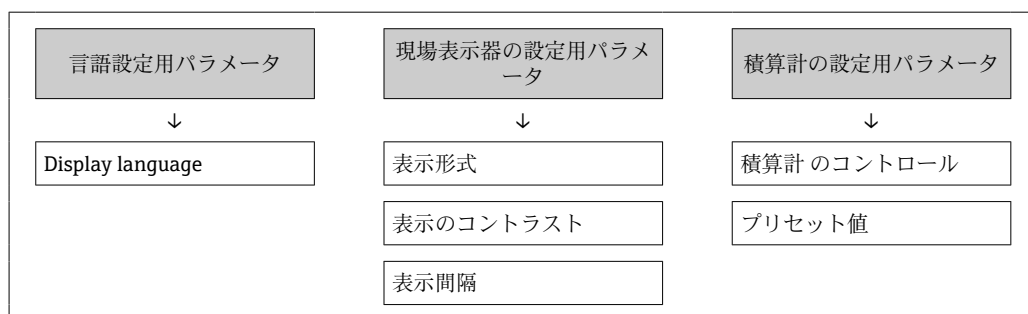 言語設定用パラメータ
↓
Display language
現場表示器の設定用パラメ
ータ
↓
表示形式
表示のコントラスト
表示間隔
積算計の設定用パラメータ
↓
積算計 のコントロール
プリセット値